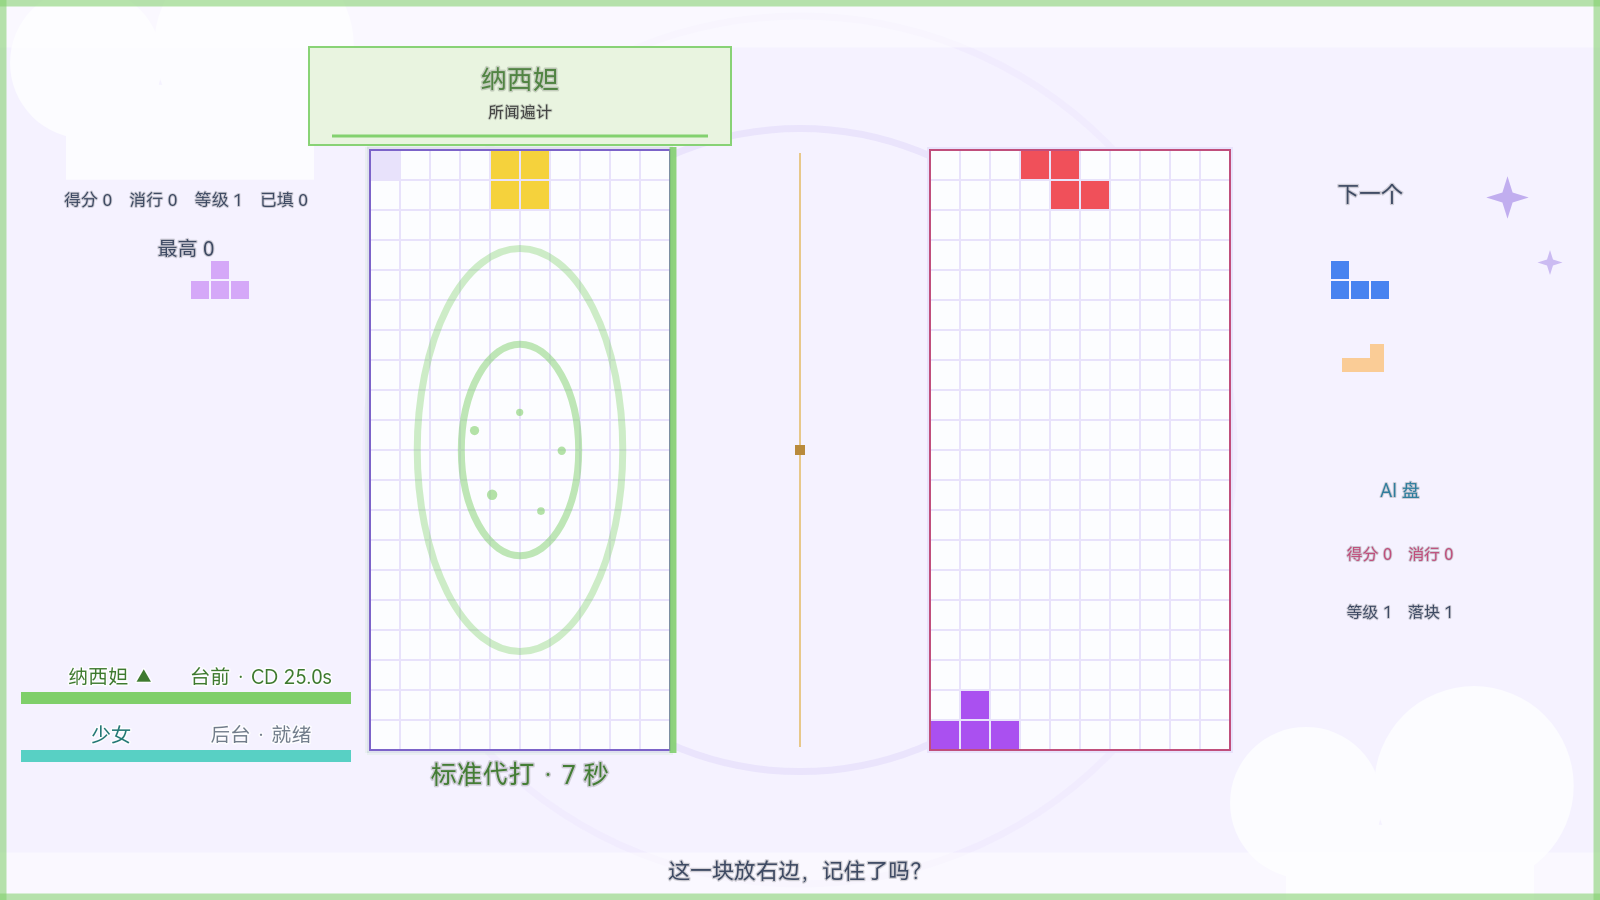 纳西妲
所闻遍计
得分 0 消行 0 等级 1 已填 0
最高 0
下一个
AI 盘
得分 0 消行 0
等级 1 落块 1
纳西妲 ▲ 台前 · CD 25.0s
少女 后台 · 就绪
标准代打 · 7 秒
这一块放右边，记住了吗？